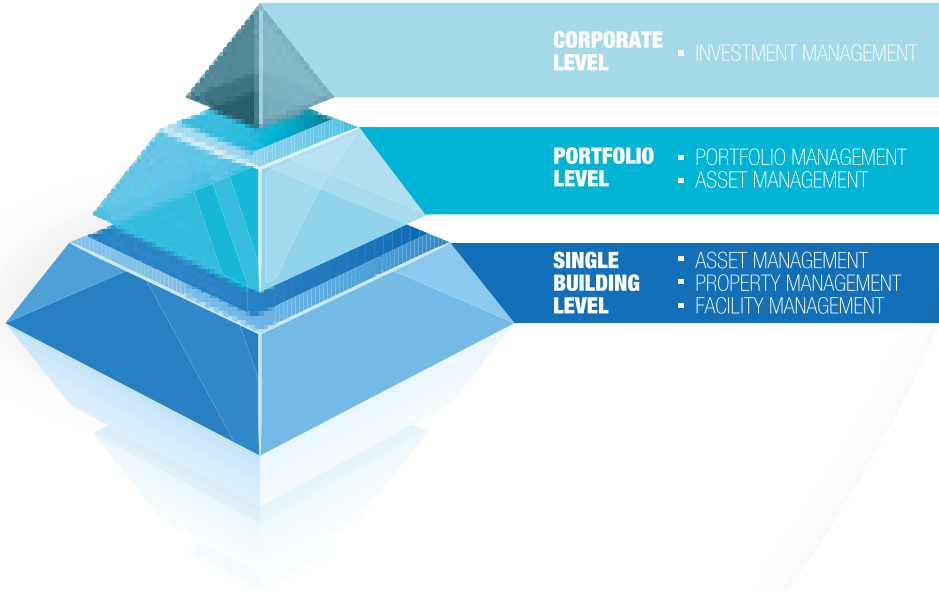 CORPORATE
LEVEL
▪ INVESTMENT MANAGEMENT
PORTFOLIO
LEVEL
▪ PORTFOLIO MANAGEMENT
▪ ASSET MANAGEMENT
SINGLE
BUILDING
LEVEL
▪ ASSET MANAGEMENT
▪ PROPERTY MANAGEMENT
▪ FACILITY MANAGEMENT